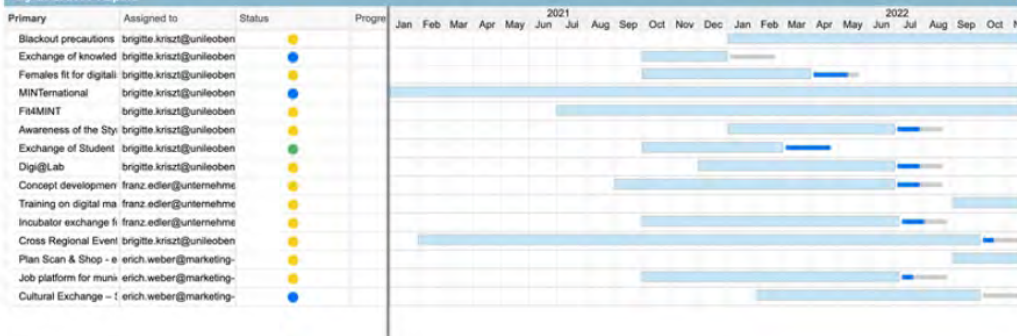 2021 2022
Primary Assigned to Status Progre Jan Feb Mar Apr May Jun Jul Aug Sep Oct Nov Dec Jan Feb Mar Apr May Jun Jul Aug Sep Oct N
Blackout precautions brigitte.kriszt@unileoben
Exchange of knowled brigitte.kriszt@unileoben
Females fit for digitali brigitte.kriszt@unileoben
MINTernational brigitte.kriszt@unileoben
Fit4MINT brigitte.kriszt@unileoben
Awareness of the Sty brigitte.kriszt@unileoben
Exchange of Student brigitte.kriszt@unileoben
Digi@Lab brigitte.kriszt@unileoben
Concept developmen franz.edler@unternehme
Training on digital ma franz.edler@unternehme
Incubator exchange f franz.edler@unternehme
Cross Regional Event brigitte.kriszt@unileoben
Plan Scan & Shop - e erich.weber@marketing-
Job platform for muni erich.weber@marketing-
Cultural Exchange – erich.weber@marketing-